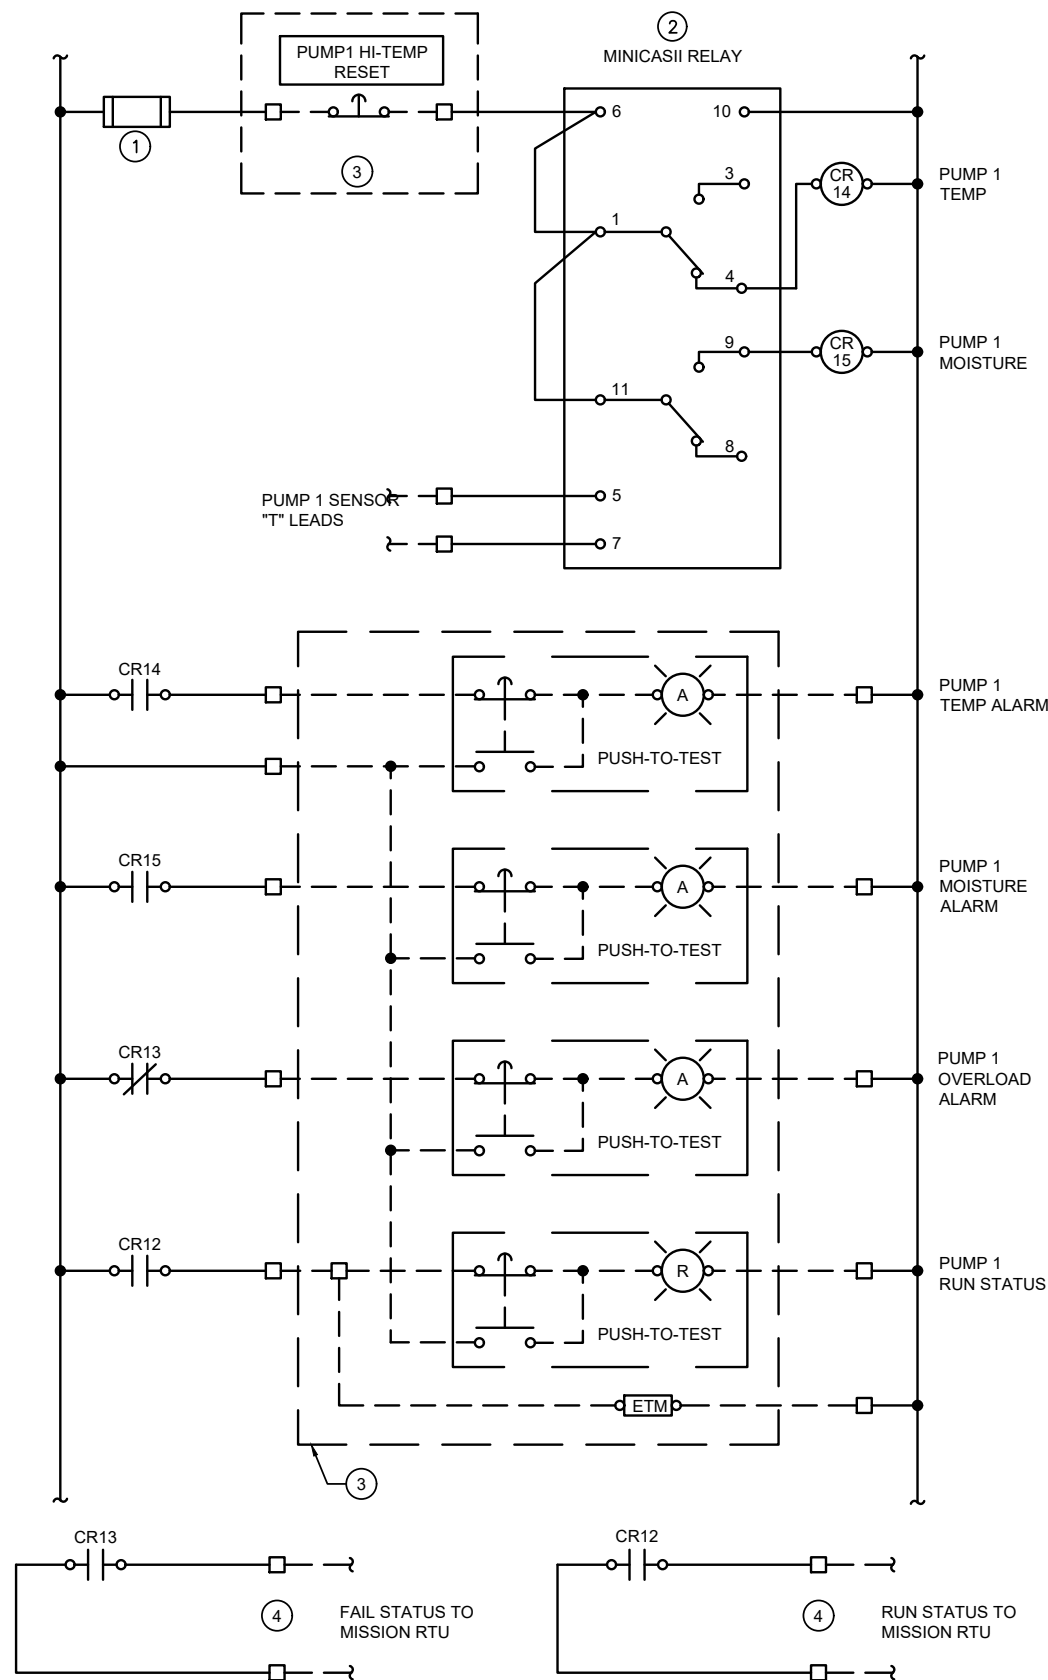 2
MINICASII RELAY
PUMP1 HI-TEMP
RESET
1
3
6
10
3
CR
14
PUMP 1
TEMP
1
4
9
CR
15
PUMP 1
MOISTURE
11
8
PUMP 1 SENSOR
"T" LEADS
5
7
CR14
A
PUSH-TO-TEST
PUMP 1
TEMP ALARM
CR15
A
PUSH-TO-TEST
PUMP 1
MOISTURE
ALARM
CR13
A
PUSH-TO-TEST
PUMP 1
OVERLOAD
ALARM
CR12
R
PUSH-TO-TEST
PUMP 1
RUN STATUS
ETM
3
CR13
4
FAIL STATUS TO
MISSION RTU
CR12
4
RUN STATUS TO
MISSION RTU